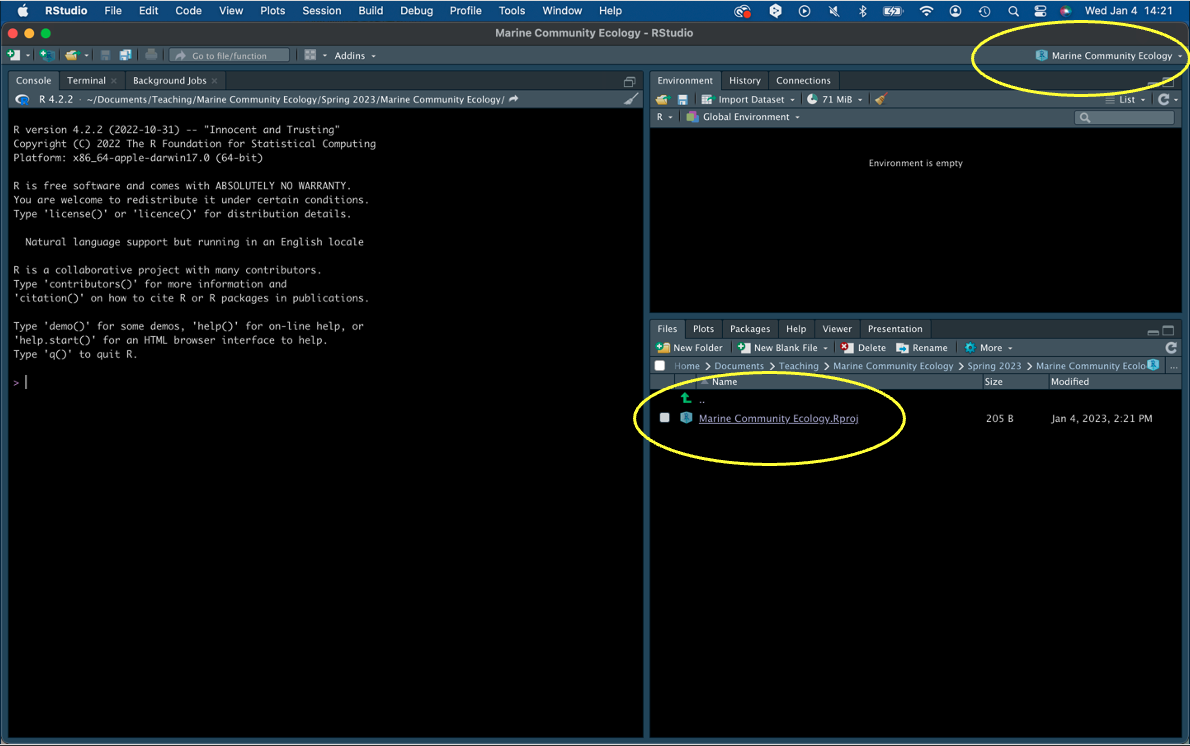 RStudio File Edit Code View Plots Session Build Debug Profile Tools Window Help Wed Jan 4 14:21
Marine Community Ecology - RStudio
Go to file/function Addins Marine Community Ecology
Console Terminal Background Jobs
R 4.2.2 · ~/Documents/Teaching/Marine Community Ecology/Spring 2023/Marine Community Ecology/
R version 4.2.2 (2022-10-31) -- "Innocent and Trusting"
Copyright (C) 2022 The R Foundation for Statistical Computing
Platform: x86_64-apple-darwin17.0 (64-bit)
R is free software and comes with ABSOLUTELY NO WARRANTY.
You are welcome to redistribute it under certain conditions.
Type 'license()' or 'licence()' for distribution details.
Natural language support but running in an English locale
R is a collaborative project with many contributors.
Type 'contributors()' for more information and
'citation()' on how to cite R or R packages in publications.
Type 'demo()' for some demos, 'help()' for on-line help, or
'help.start()' for an HTML browser interface to help.
Type 'q()' to quit R.
>
Environment History Connections
Import Dataset 71 MiB List
R Global Environment
Environment is empty
Files Plots Packages Help Viewer Presentation
New Folder New Blank File Delete Rename More
Home Documents Teaching Marine Community Ecology Spring 2023 Marine Community Ecolo ...
Name Size Modified
..
Marine Community Ecology.Rproj 205 B Jan 4, 2023, 2:21 PM